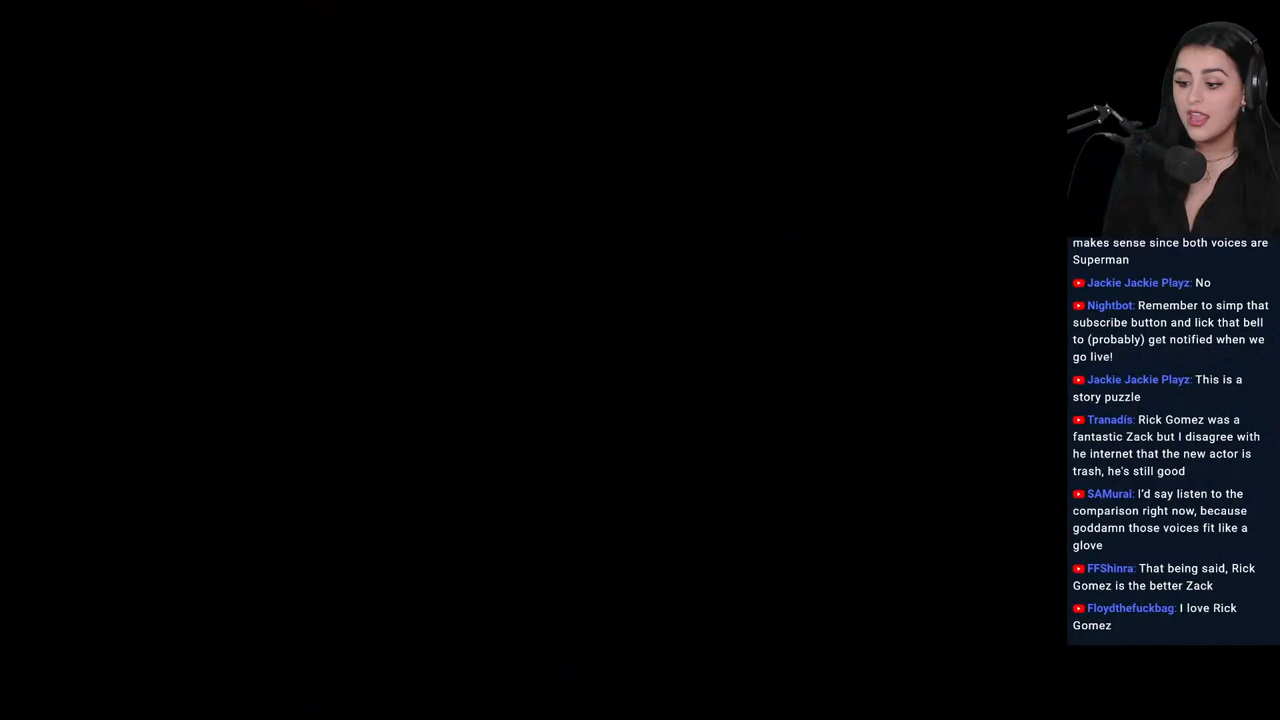 makes sense since both voices are
Superman
Jackie Jackie Playz: No
Nightbot: Remember to simp that
subscribe button and lick that bell
to (probably) get notified when we
go live!
Jackie Jackie Playz: This is a
story puzzle
Tranadís: Rick Gomez was a
fantastic Zack but I disagree with
he internet that the new actor is
trash, he's still good
SAMurai: I'd say listen to the
comparison right now, because
goddamn those voices fit like a
glove
FFShinra: That being said, Rick
Gomez is the better Zack
Floydthefuckbag: I love Rick
Gomez